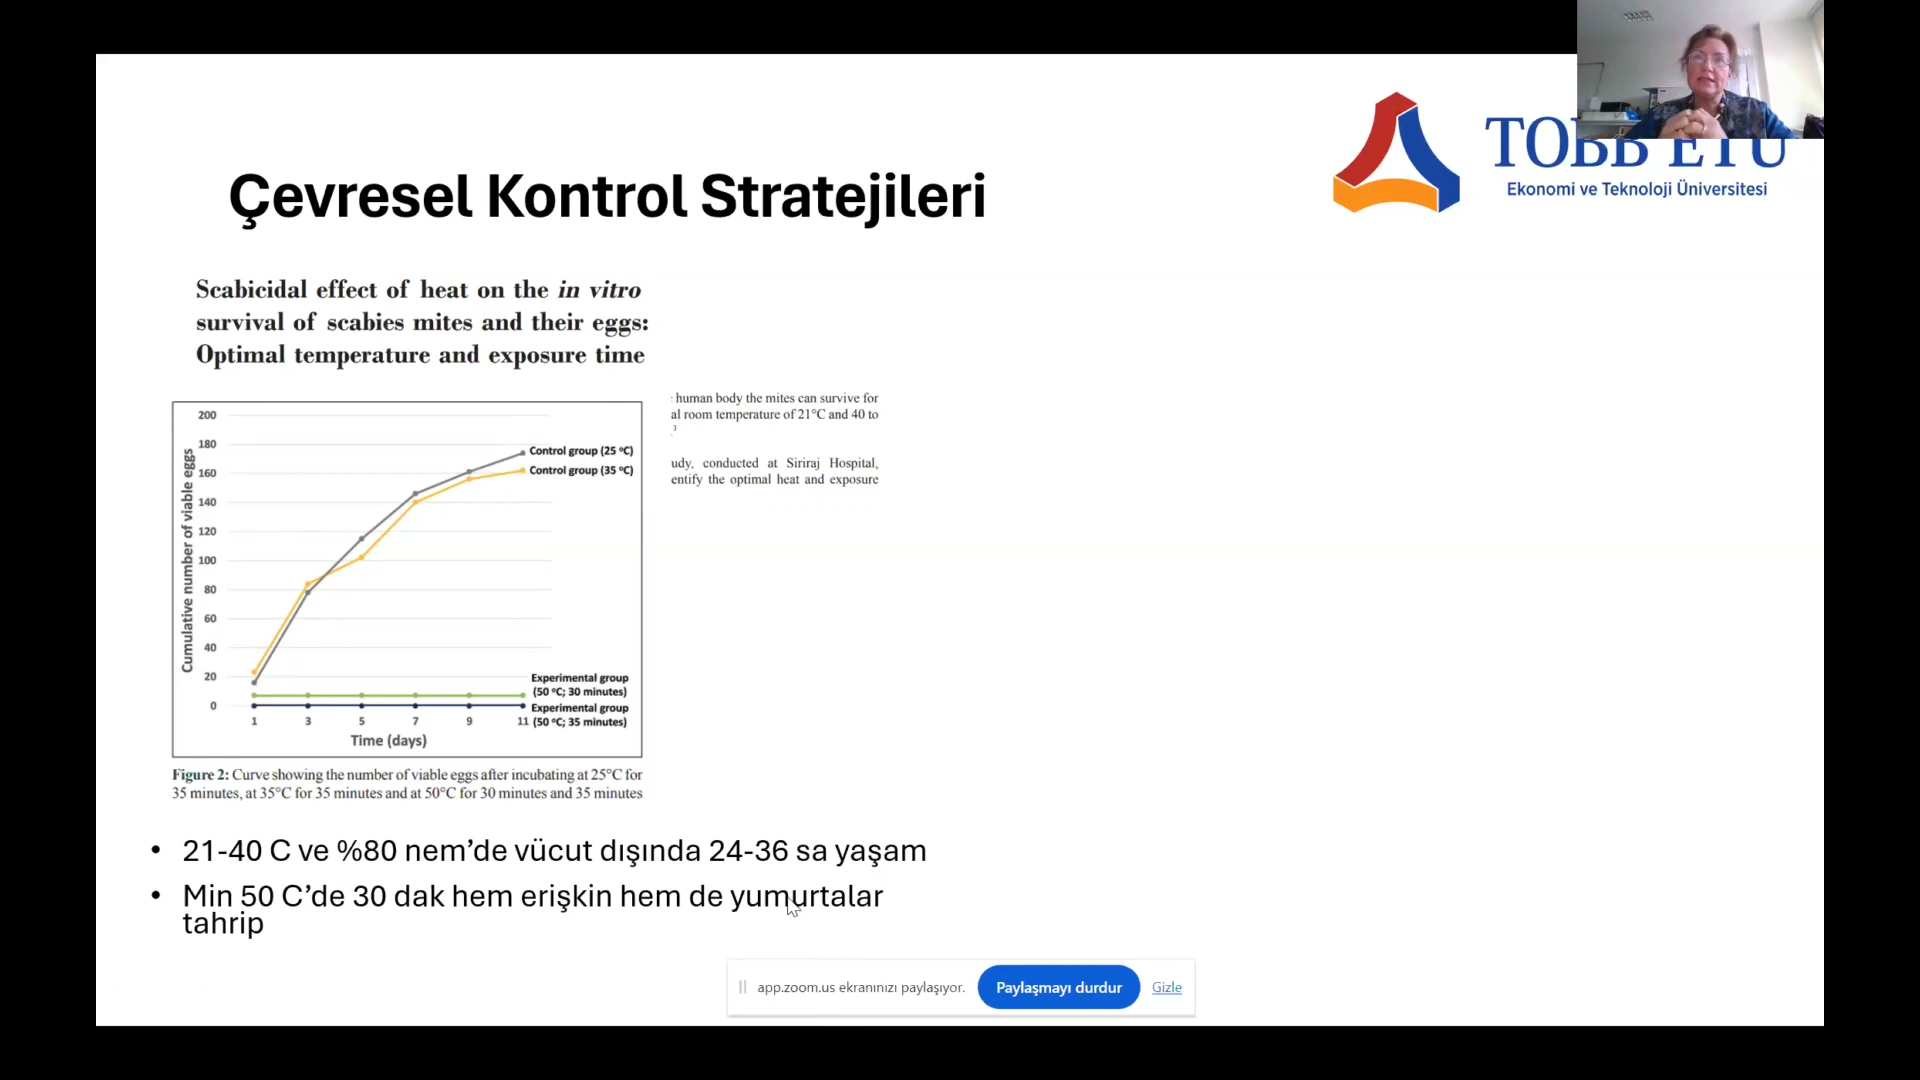 TOBB ETÜ
Ekonomi ve Teknoloji Üniversitesi
Çevresel Kontrol Stratejileri
Scabicidal effect of heat on the in vitro
survival of scabies mites and their eggs:
Optimal temperature and exposure time
human body the mites can survive for
al room temperature of 21°C and 40 to
.3
udy, conducted at Siriraj Hospital,
entify the optimal heat and exposure
Cumulative number of viable eggs
200
180
160
140
120
100
80
60
40
20
0
Control group (25 ºC)
Control group (35 ºC)
Experimental group
(50 ºC; 30 minutes)
Experimental group
(50 ºC; 35 minutes)
1 3 5 7 9 11
Time (days)
Figure 2: Curve showing the number of viable eggs after incubating at 25°C for
35 minutes, at 35°C for 35 minutes and at 50°C for 30 minutes and 35 minutes
• 21-40 C ve %80 nem’de vücut dışında 24-36 sa yaşam
• Min 50 C’de 30 dak hem erişkin hem de yumurtalar
tahrip
app.zoom.us ekranınızı paylaşıyor. Paylaşmayı durdur Gizle